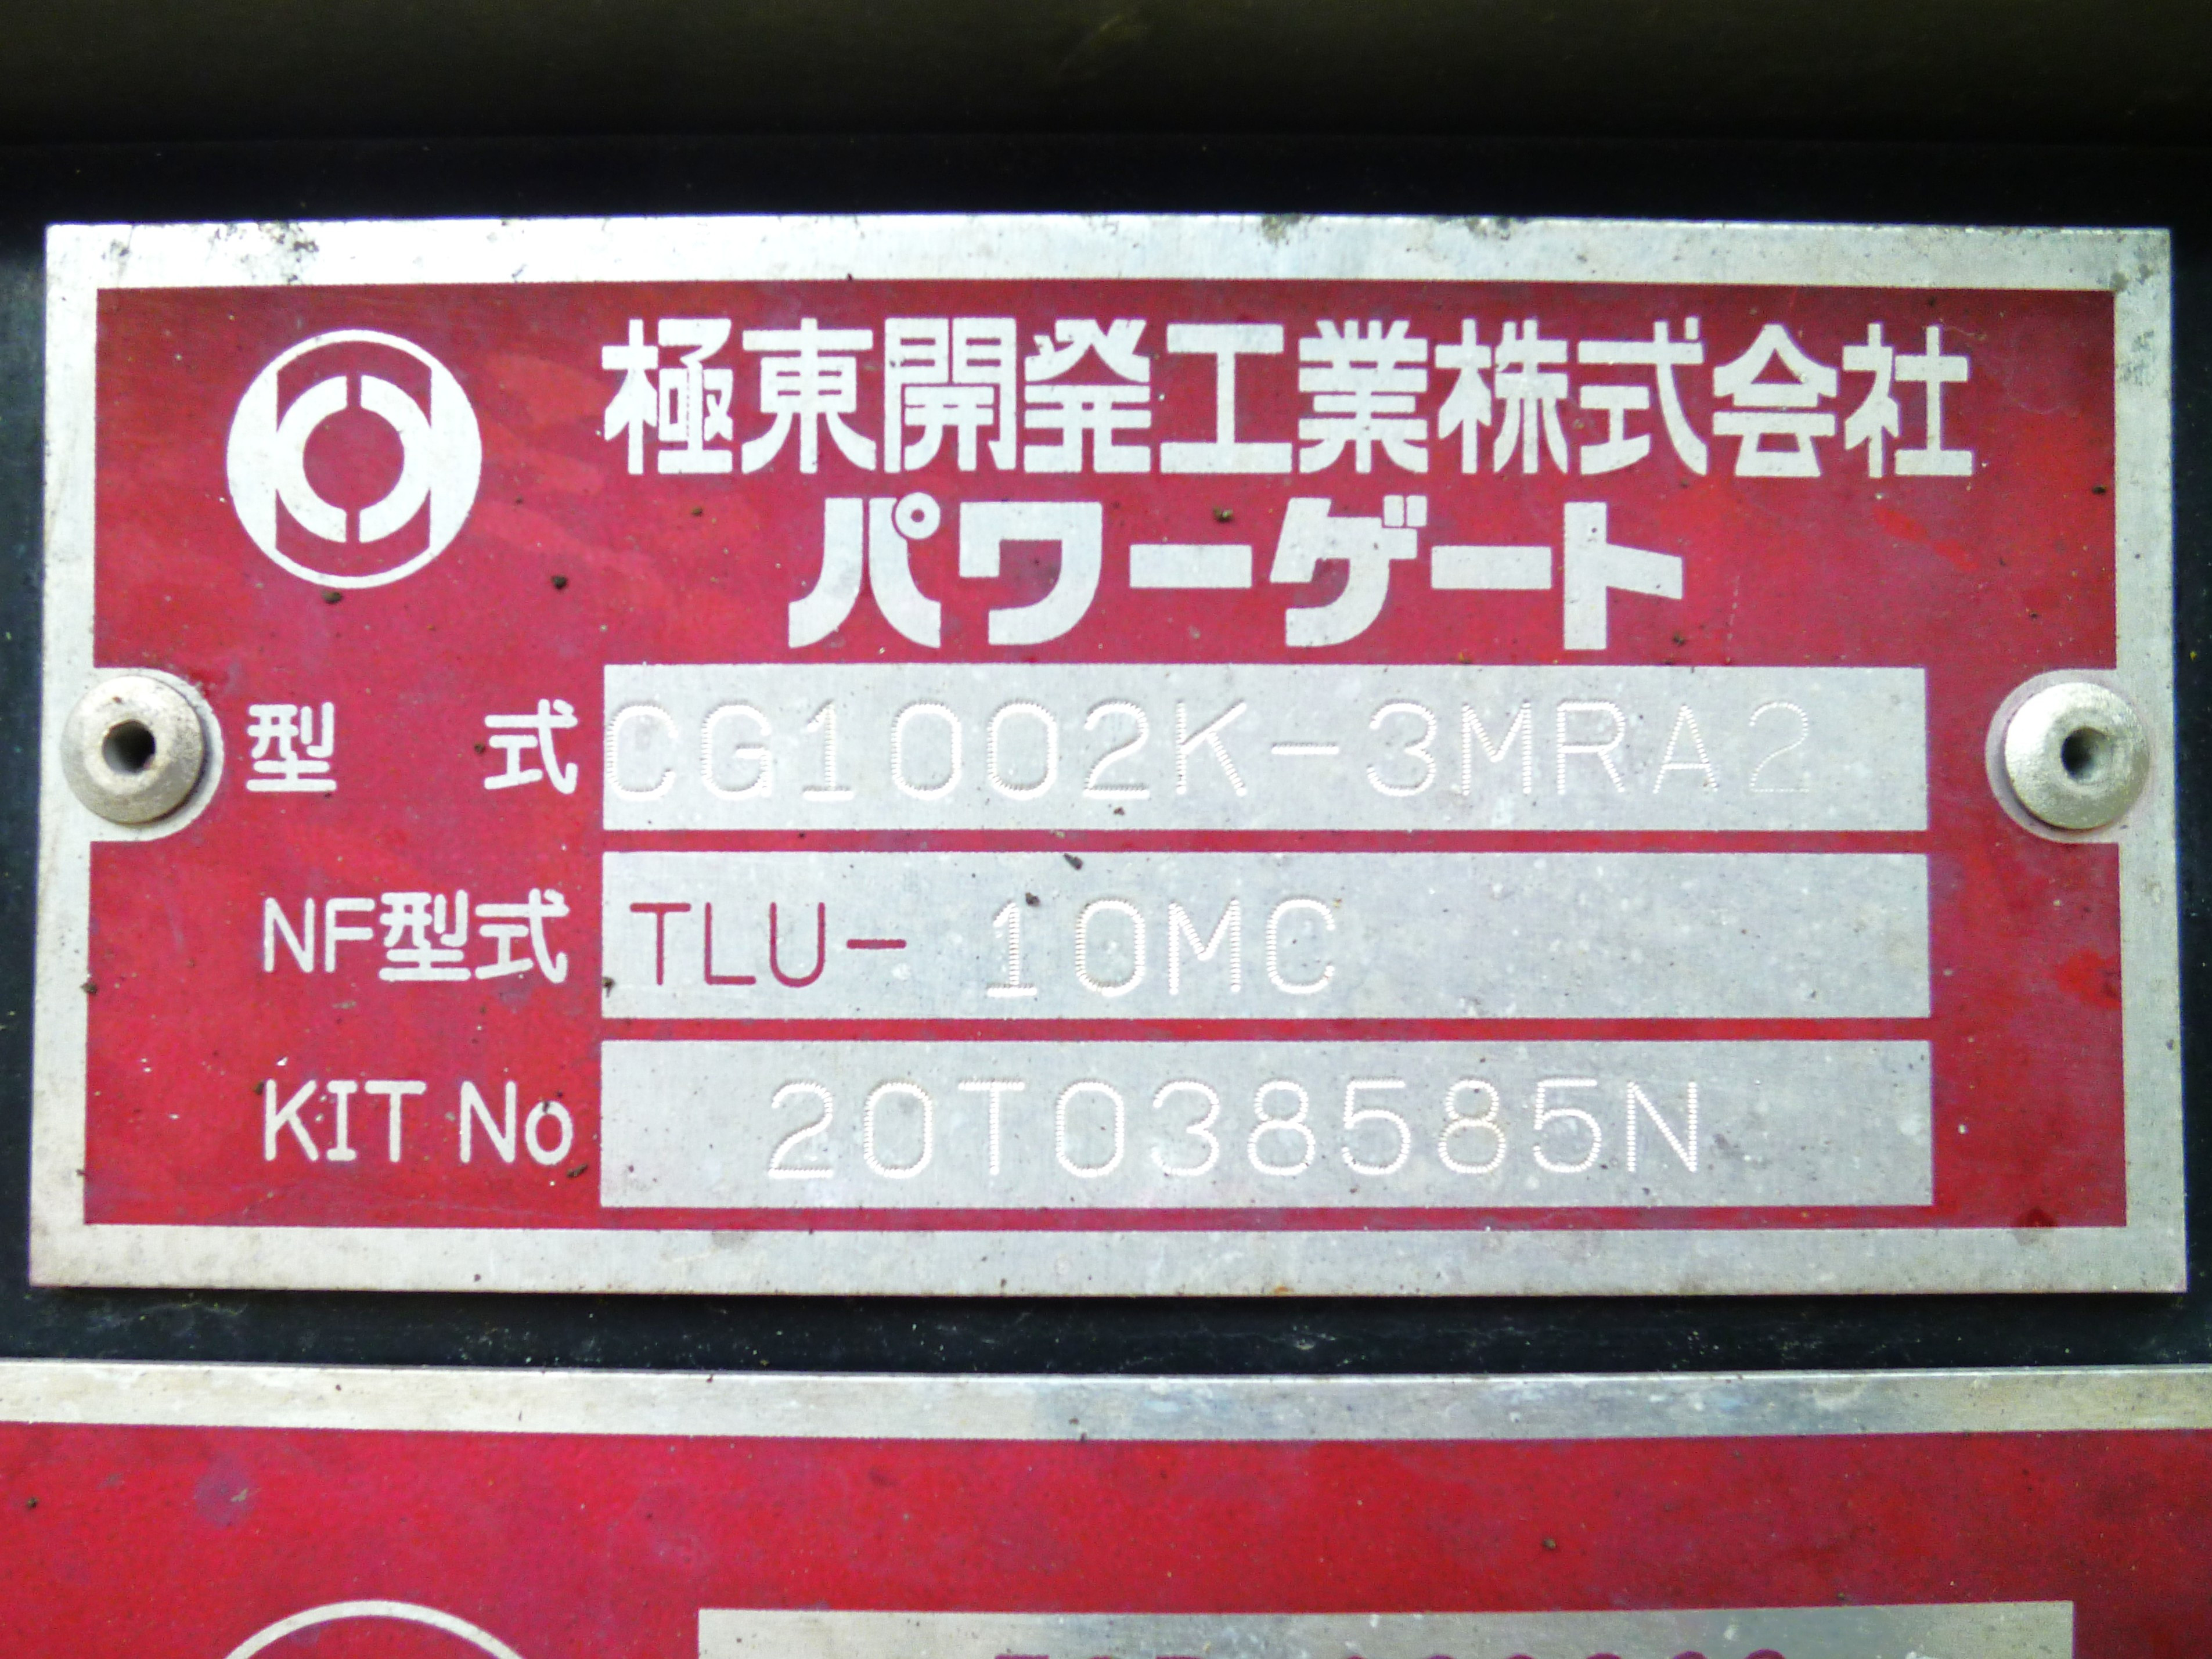 極東開発工業株式会社
パワーゲート
型 式 CG1002K-3MRA2
NF型式 TLU- 10MC
KIT No 20T038585N